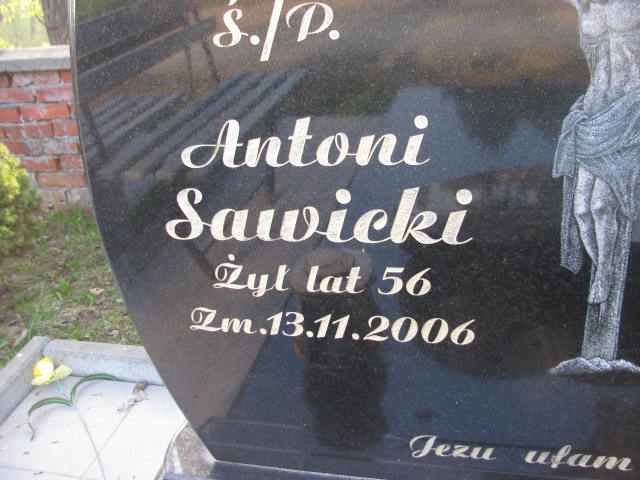 Ś./P.
Antoni
Sawicki
Żył lat 56
Zm.13.11.2006
Jezu ufam